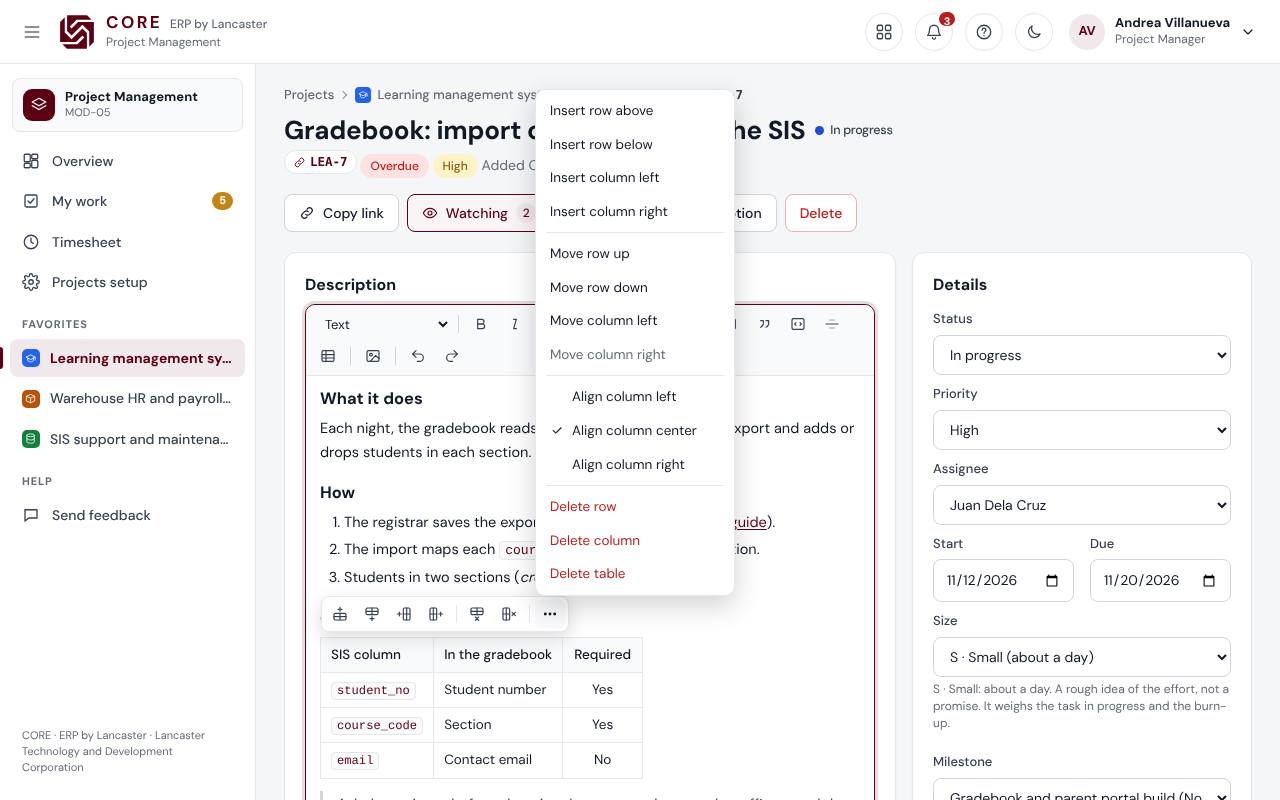 CORE ERP by Lancaster
Project Management
3
AV
Andrea Villanueva
Project Manager
Project Management
MOD-05
Overview
My work 5
Timesheet
Projects setup
FAVORITES
Learning management sy...
Warehouse HR and payroll...
SIS support and maintena...
HELP
Send feedback
CORE · ERP by Lancaster · Lancaster
Technology and Development
Corporation
Projects Learning management 7
Gradebook: import he SIS In progress
LEA-7 Overdue High Added
Copy link Watching 2 Delete
Insert row above
Insert row below
Insert column left
Insert column right
Move row up
Move row down
Move column left
Move column right
Align column left
Align column center
Align column right
Delete row
Delete column
Delete table
Description
Text B I
What it does
Each night, the gradebook reads xport and adds or
drops students in each section.
How
1. The registrar saves the guide).
2. The import maps each
3. Students in two sections (
SIS column In the gradebook Required
student_no Student number Yes
course_code Section Yes
email Contact email No
Details
Status
In progress
Priority
High
Assignee
Juan Dela Cruz
Start Due
11/12/2026 11/20/2026
Size
S · Small (about a day)
S · Small: about a day. A rough idea of the effort, not a
promise. It weighs the task in progress and the burn-
up.
Milestone
Gradebook and parent portal build (No